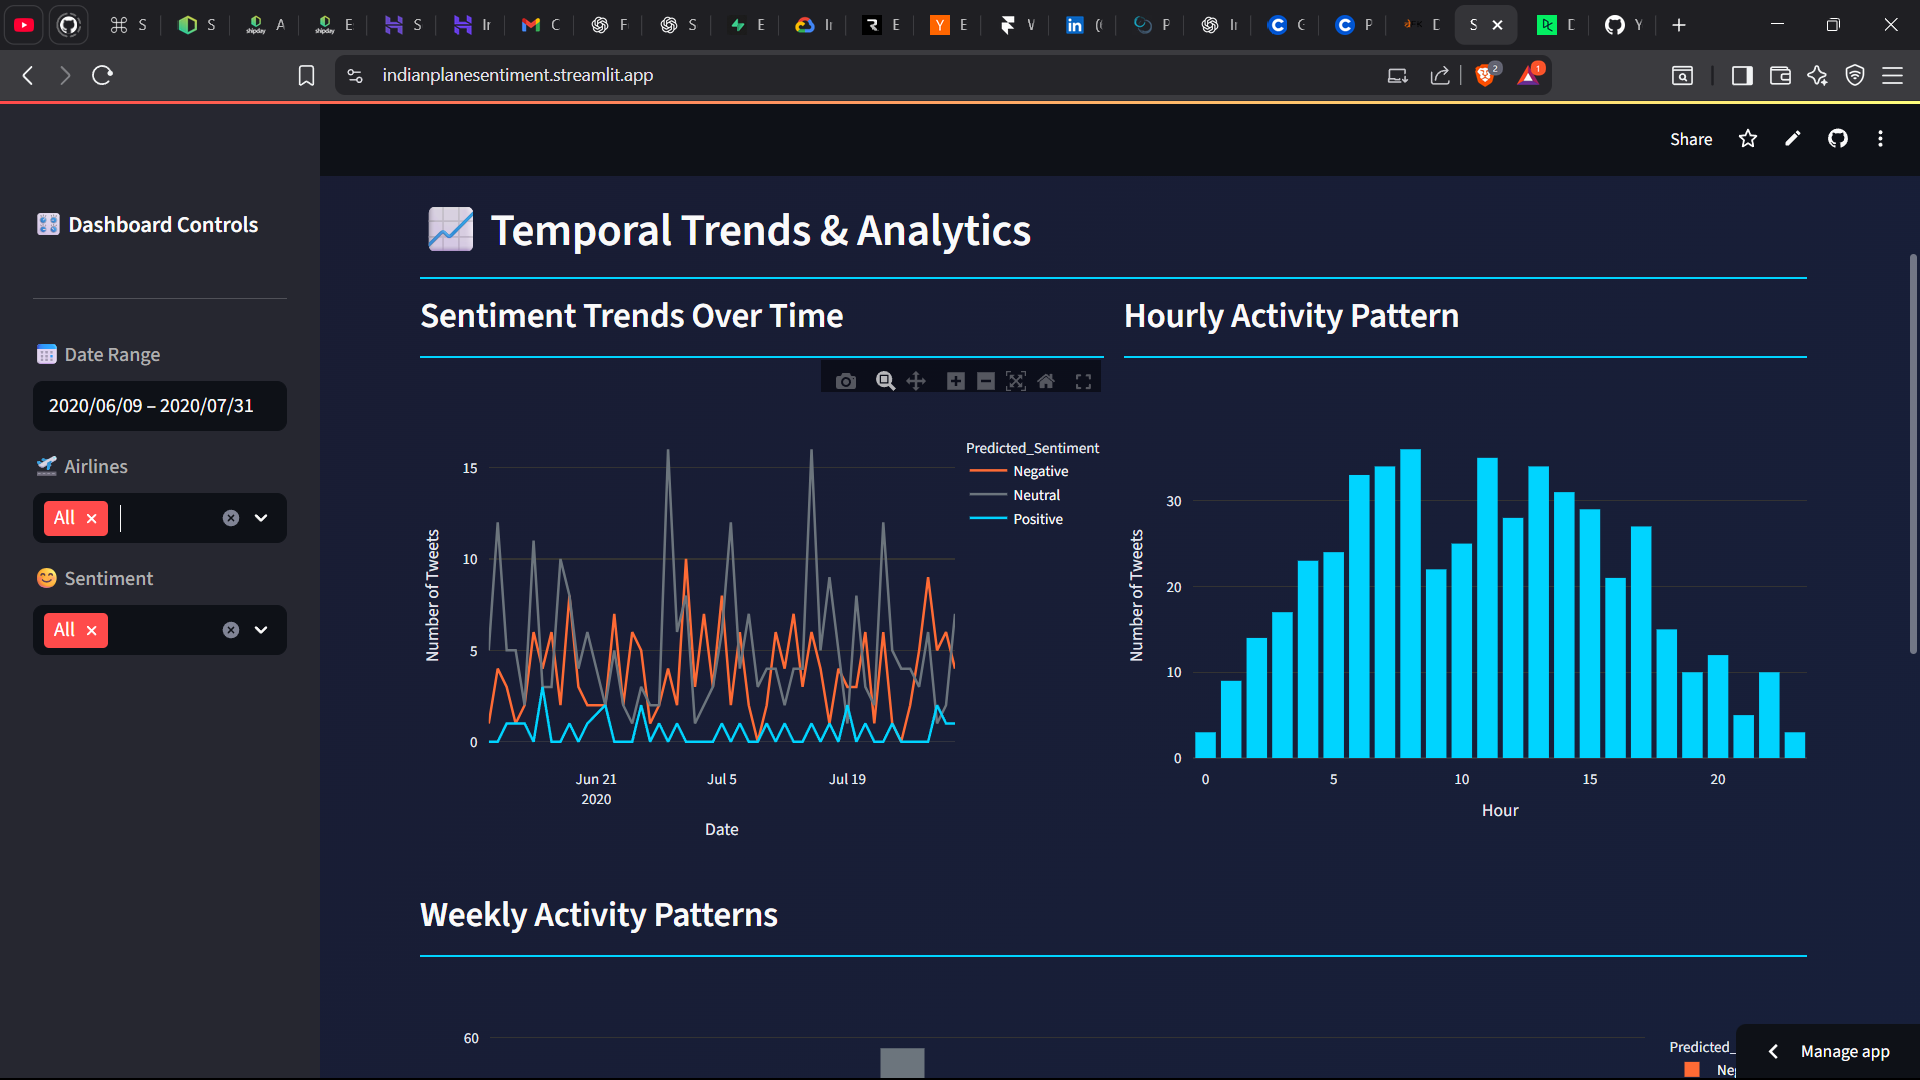 S
S
A
E
S
Ir
C
F
S
E
Ir
E
Y E
V
in (
P
Ir
C
P
D
S
E
Y
indianplanesentiment.streamlit.app
2
1
Share
Dashboard Controls
Date Range
2020/06/09 – 2020/07/31
Airlines
All
Sentiment
All
Temporal Trends & Analytics
Sentiment Trends Over Time
Number of Tweets
15
10
5
0
Jun 21
2020
Jul 5
Jul 19
Date
Predicted_Sentiment
Negative
Neutral
Positive
Hourly Activity Pattern
Number of Tweets
30
20
10
0
0
5
10
15
20
Hour
Weekly Activity Patterns
60
Predicted_
Manage app